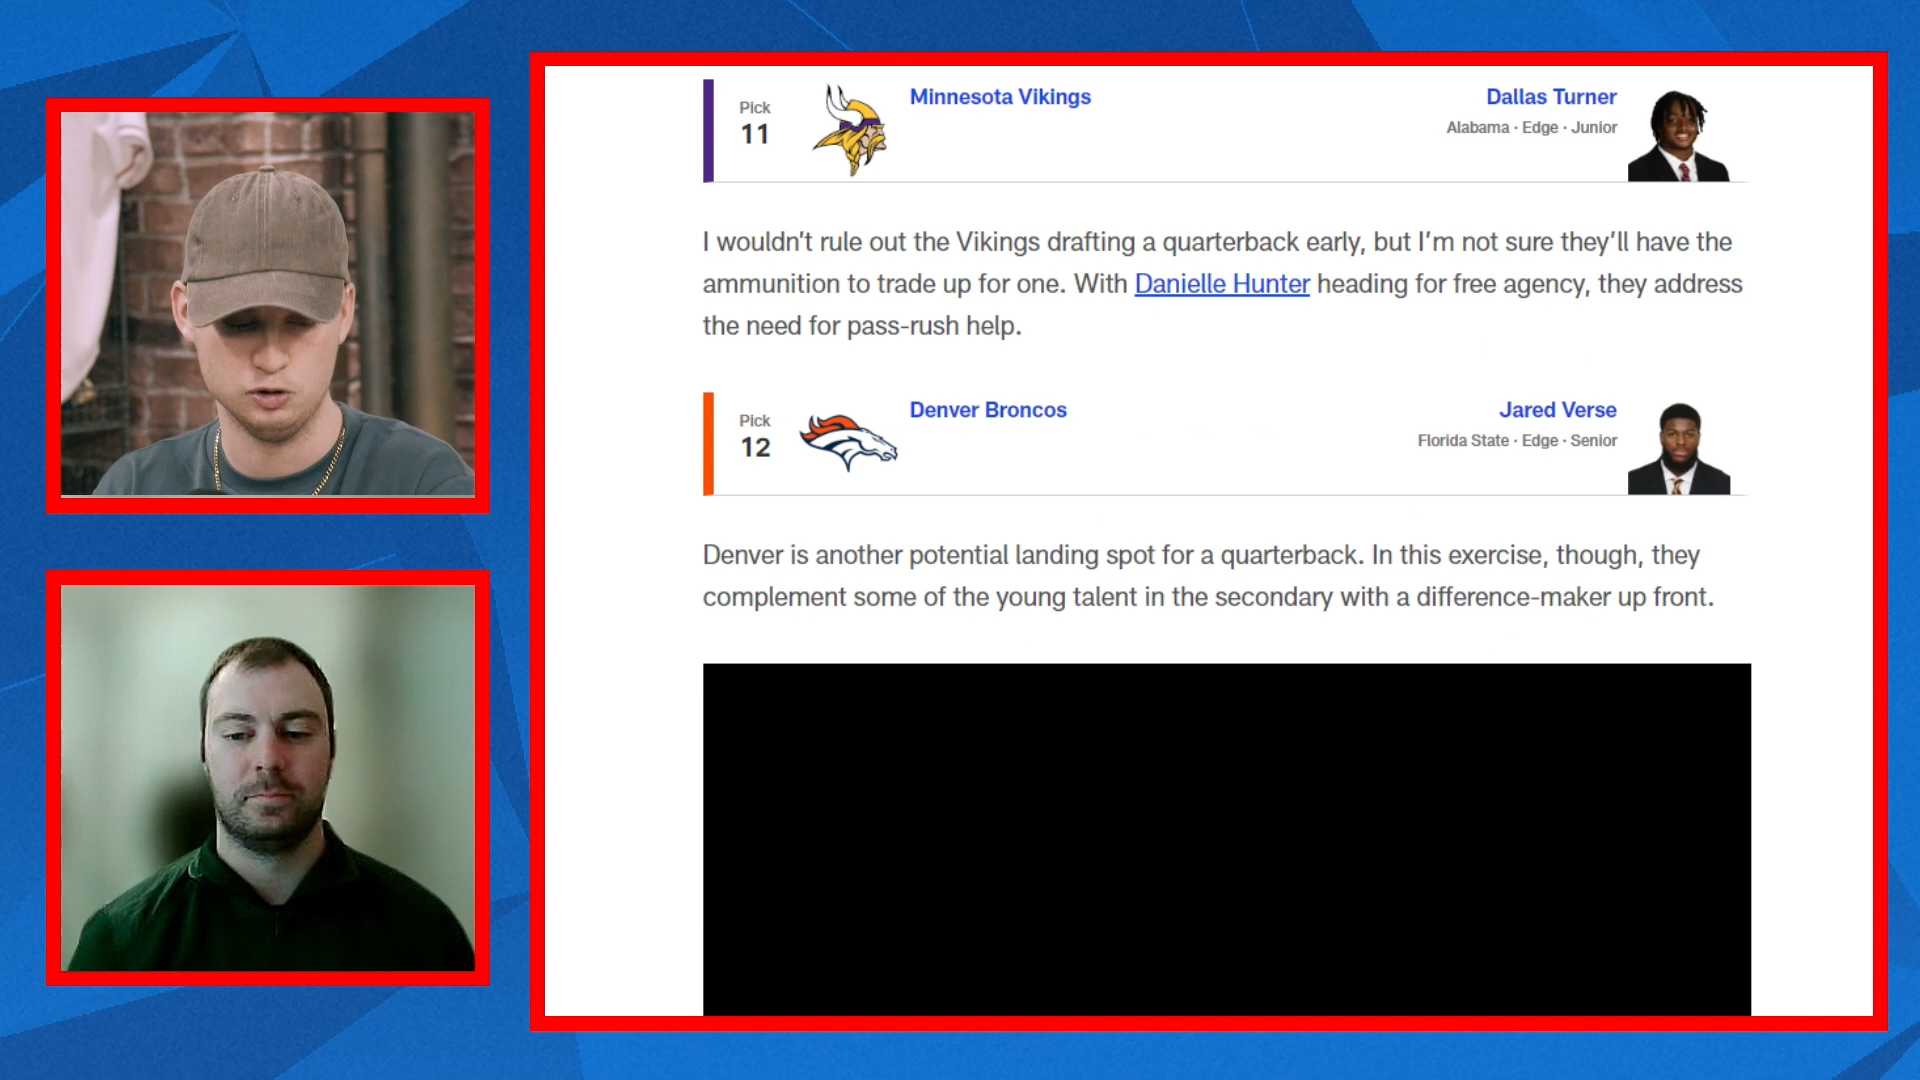 Pick
11
Minnesota Vikings
Dallas Turner
Alabama · Edge · Junior
I wouldn’t rule out the Vikings drafting a quarterback early, but I’m not sure they’ll have the
ammunition to trade up for one. With Danielle Hunter heading for free agency, they address
the need for pass-rush help.
Pick
12
Denver Broncos
Jared Verse
Florida State · Edge · Senior
Denver is another potential landing spot for a quarterback. In this exercise, though, they
complement some of the young talent in the secondary with a difference-maker up front.